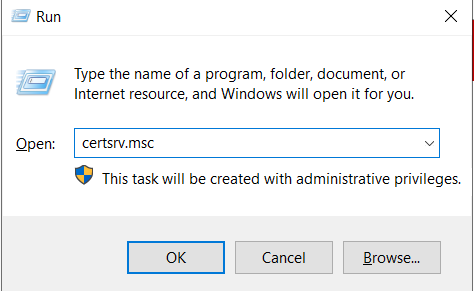 Run
Type the name of a program, folder, document, or
Internet resource, and Windows will open it for you.
Open: certsrv.msc
This task will be created with administrative privileges.
OK Cancel Browse...